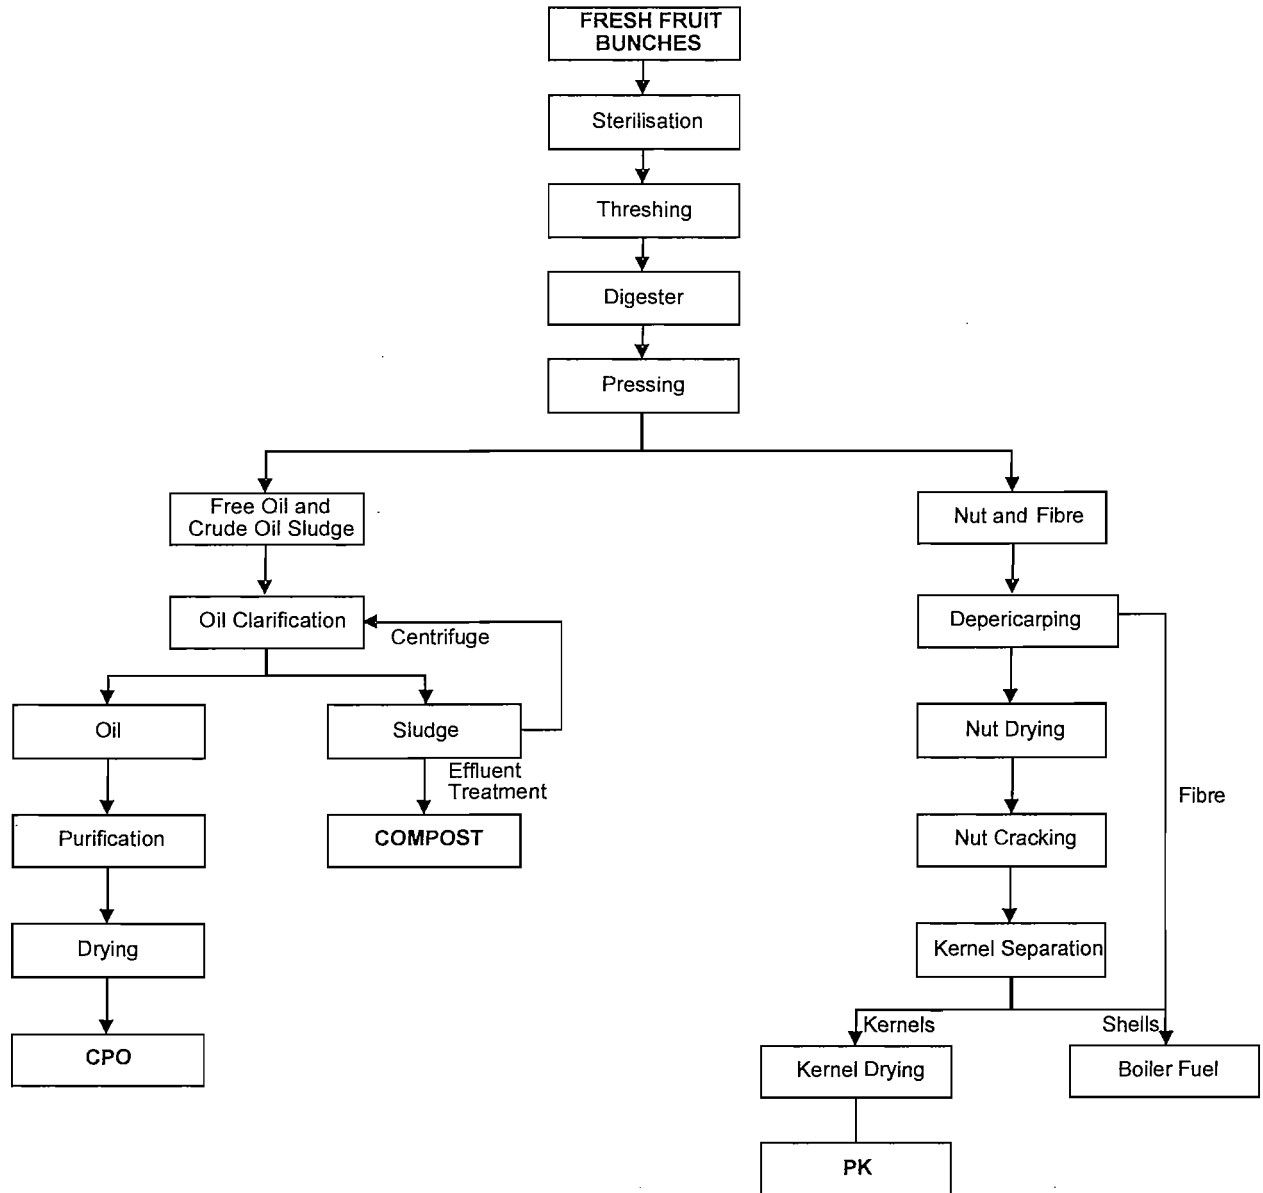 FRESH FRUIT
BUNCHES
Sterilisation
Threshing
Digester
Pressing
Free Oil and
Crude Oil Sludge
Nut and Fibre
Oil Clarification
Centrifuge
Depericarping
Oil
Sludge
Nut Drying
Effluent
Treatment
Fibre
Purification
COMPOST
Nut Cracking
Drying
Kernel Separation
Kernels
Shells
CPO
Kernel Drying
Boiler Fuel
PK